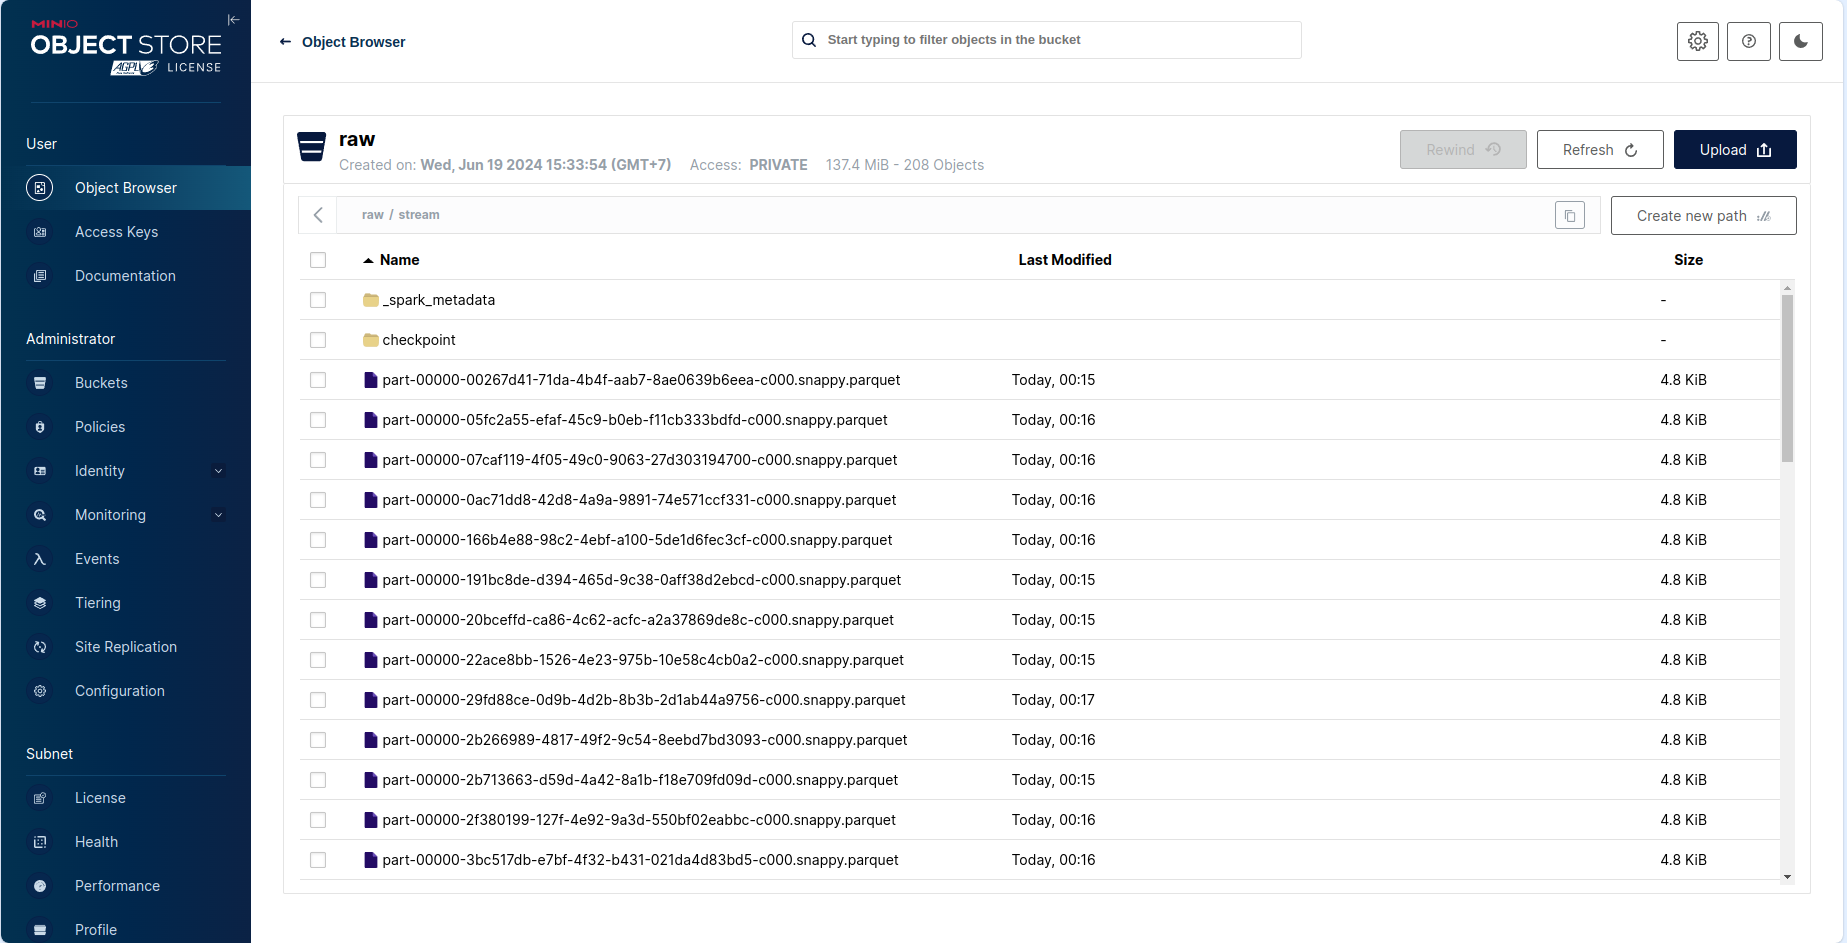 MINIO
OBJECT STORE
AGPLv3 LICENSE
User
Object Browser
Access Keys
Documentation
Administrator
Buckets
Policies
Identity
Monitoring
Events
Tiering
Site Replication
Configuration
Subnet
License
Health
Performance
Profile
Object Browser
Start typing to filter objects in the bucket
raw
Created on: Wed, Jun 19 2024 15:33:54 (GMT+7) Access: PRIVATE 137.4 MiB - 208 Objects
Rewind Refresh Upload
raw / stream
Create new path
Name Last Modified Size
_spark_metadata -
checkpoint -
part-00000-00267d41-71da-4b4f-aab7-8ae0639b6eea-c000.snappy.parquet Today, 00:15 4.8 KiB
part-00000-05fc2a55-efaf-45c9-b0eb-f11cb333bdfd-c000.snappy.parquet Today, 00:16 4.8 KiB
part-00000-07caf119-4f05-49c0-9063-27d303194700-c000.snappy.parquet Today, 00:16 4.8 KiB
part-00000-0ac71dd8-42d8-4a9a-9891-74e571ccf331-c000.snappy.parquet Today, 00:16 4.8 KiB
part-00000-166b4e88-98c2-4ebf-a100-5de1d6fec3cf-c000.snappy.parquet Today, 00:16 4.8 KiB
part-00000-191bc8de-d394-465d-9c38-0aff38d2ebcd-c000.snappy.parquet Today, 00:15 4.8 KiB
part-00000-20bceffd-ca86-4c62-acfc-a2a37869de8c-c000.snappy.parquet Today, 00:15 4.8 KiB
part-00000-22ace8bb-1526-4e23-975b-10e58c4cb0a2-c000.snappy.parquet Today, 00:15 4.8 KiB
part-00000-29fd88ce-0d9b-4d2b-8b3b-2d1ab44a9756-c000.snappy.parquet Today, 00:17 4.8 KiB
part-00000-2b266989-4817-49f2-9c54-8eebd7bd3093-c000.snappy.parquet Today, 00:16 4.8 KiB
part-00000-2b713663-d59d-4a42-8a1b-f18e709fd09d-c000.snappy.parquet Today, 00:15 4.8 KiB
part-00000-2f380199-127f-4e92-9a3d-550bf02eabbc-c000.snappy.parquet Today, 00:16 4.8 KiB
part-00000-3bc517db-e7bf-4f32-b431-021da4d83bd5-c000.snappy.parquet Today, 00:16 4.8 KiB